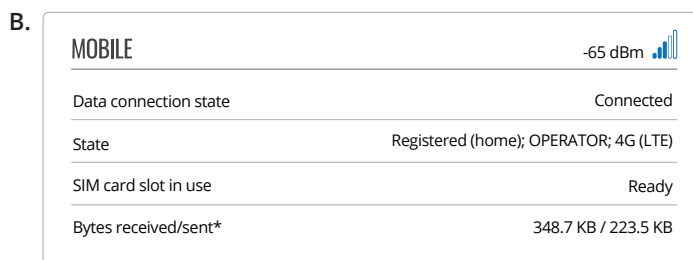 B.
MOBILE -65 dBm
Data connection state Connected
State Registered (home); OPERATOR; 4G (LTE)
SIM card slot in use Ready
Bytes received/sent* 348.7 KB / 223.5 KB